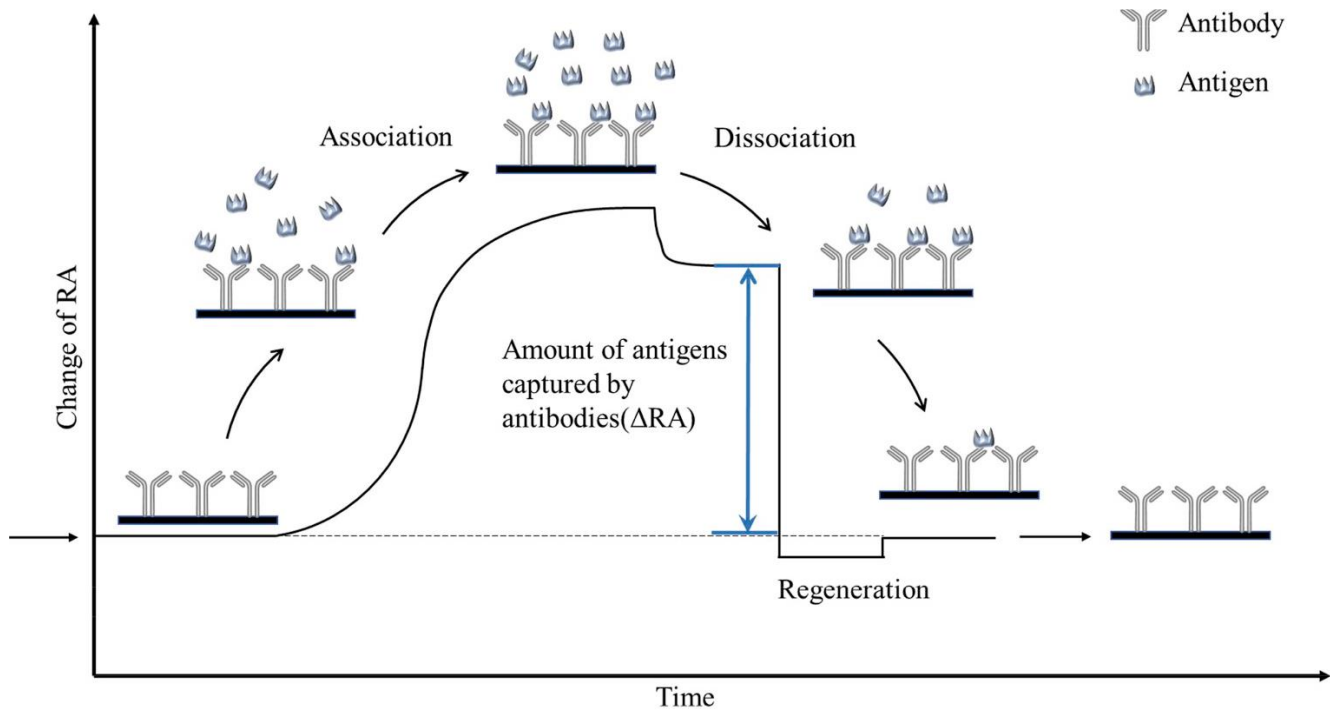 Antibody
Antigen
Association
Dissociation
Change of RA
Amount of antigens
captured by
antibodies(ΔRA)
Regeneration
Time